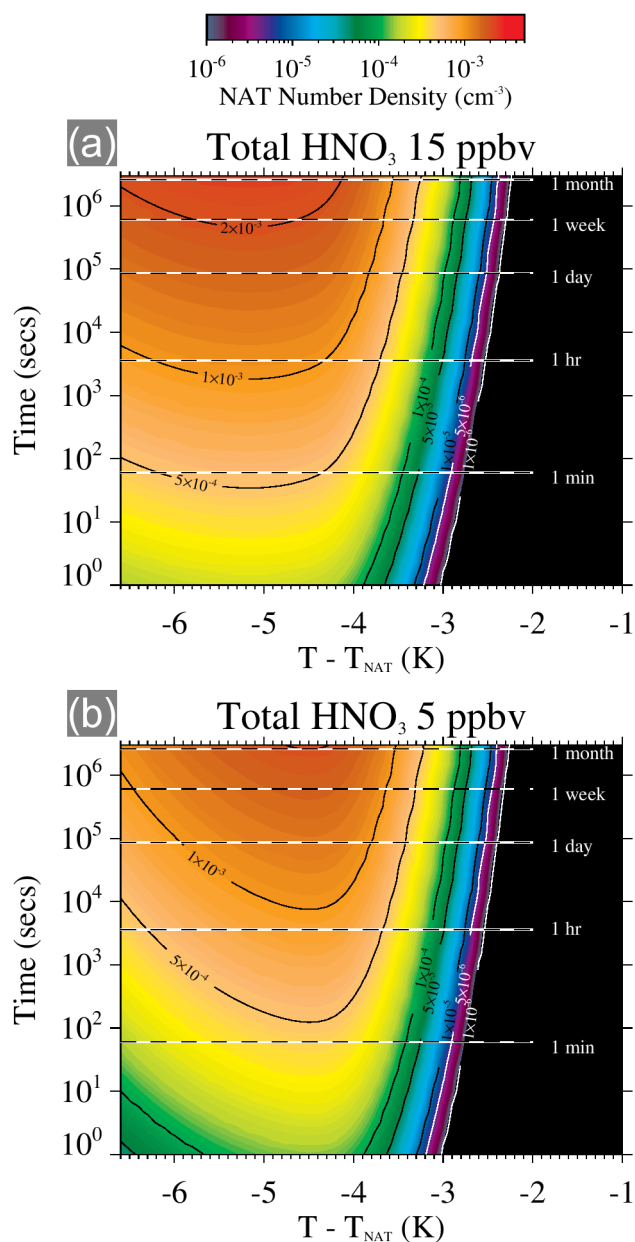 10⁻⁶ 10⁻⁵ 10⁻⁴ 10⁻³
NAT Number Density (cm⁻³)
(a) Total HNO₃ 15 ppbv
10⁶
10⁵
10⁴
10³
10²
10¹
10⁰
Time (secs)
1 month
1 week
1 day
1 hr
1 min
2×10⁻³
1×10⁻³
5×10⁻⁴
1×10⁻⁴
5×10⁻⁵
1×10⁻⁵
5×10⁻⁶
1×10⁻⁶
-6 -5 -4 -3 -2 -1
T - T_NAT (K)
(b) Total HNO₃ 5 ppbv
10⁶
10⁵
10⁴
10³
10²
10¹
10⁰
Time (secs)
1 month
1 week
1 day
1 hr
1 min
1×10⁻³
5×10⁻⁴
1×10⁻⁴
5×10⁻⁵
1×10⁻⁵
5×10⁻⁶
1×10⁻⁶
-6 -5 -4 -3 -2 -1
T - T_NAT (K)